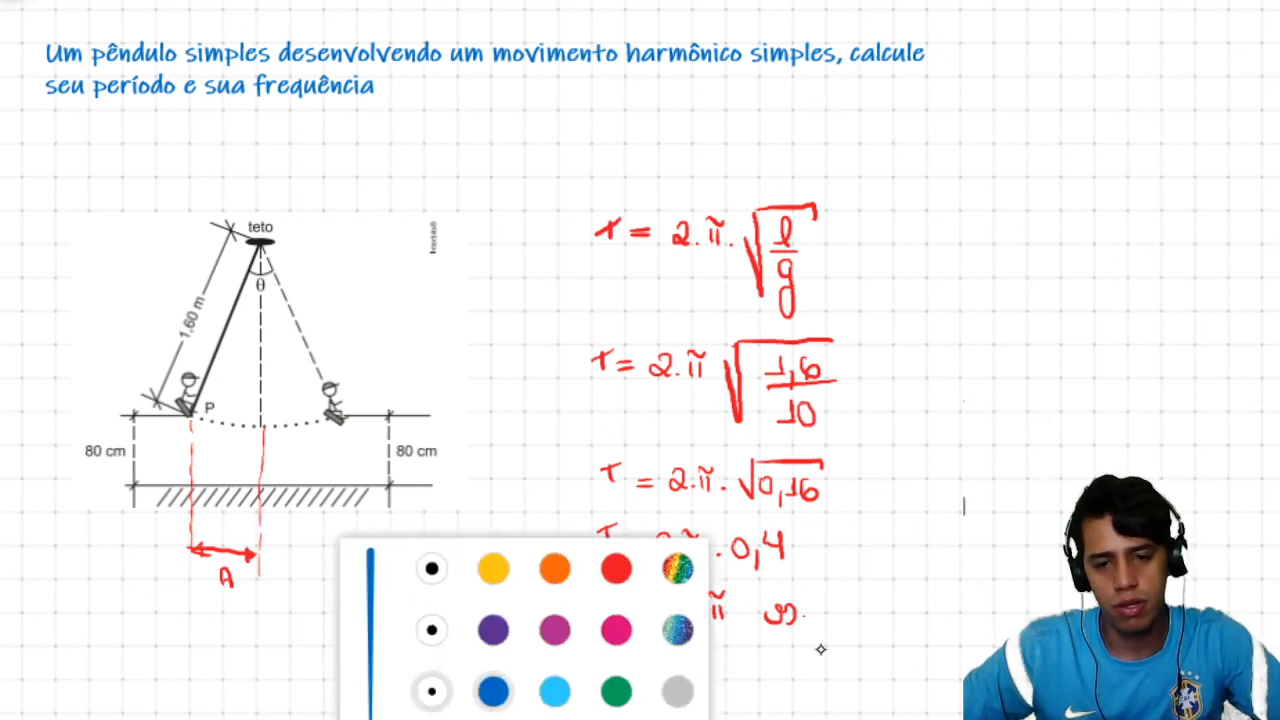 Um pêndulo simples desenvolvendo um movimento harmônico simples, calcule
seu período e sua frequência
teto
θ
1,60 m
P
80 cm
80 cm
A
T = 2.π.√(l/g)
T = 2.π √(1,6/10)
T = 2.π.√0,16
.0,4
π s.